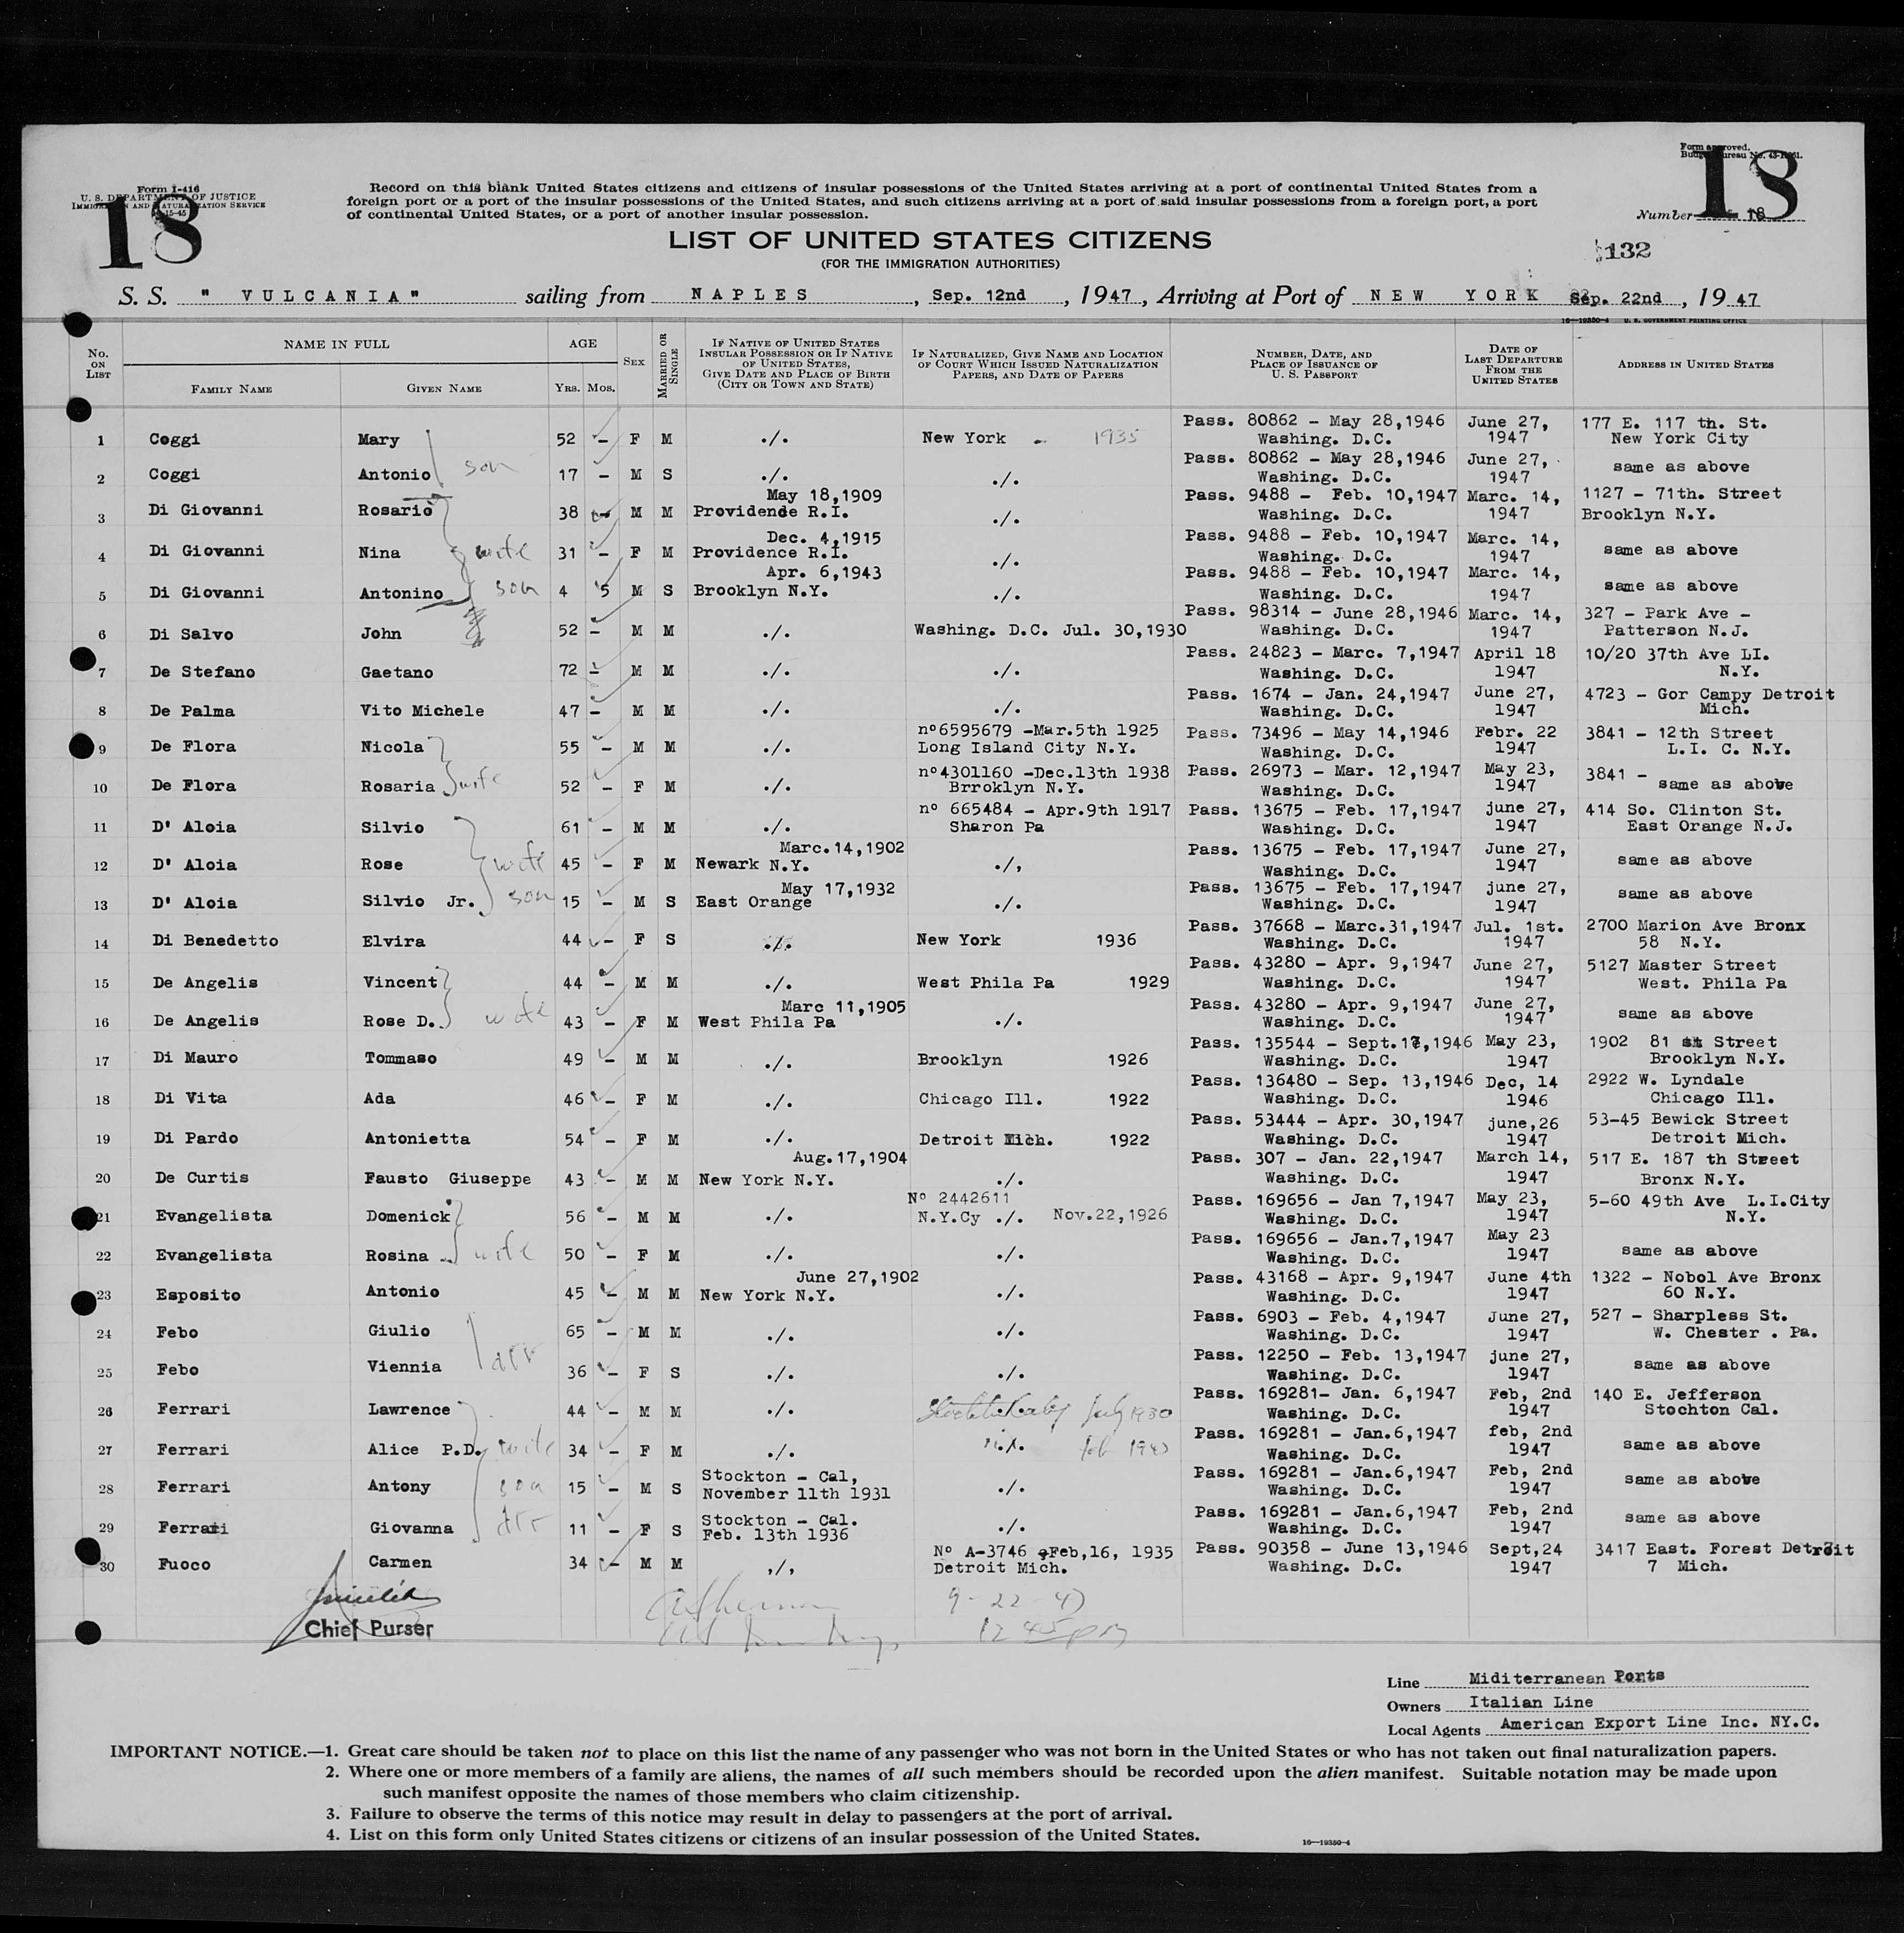 Form approved.
18
18
Form I-416
U. S. DEPARTMENT OF JUSTICE
IMMIGRATION AND NATURALIZATION SERVICE
Record on this blank United States citizens and citizens of insular possessions of the United States arriving at a port of continental United States from a
foreign port or a port of the insular possessions of the United States, and such citizens arriving at a port of said insular possessions from a foreign port, a port
of continental United States, or a port of another insular possession.
Number 18
LIST OF UNITED STATES CITIZENS
132
(FOR THE IMMIGRATION AUTHORITIES)
S. S. " VULCANIA" sailing from NAPLES, Sep. 12nd, 1947, Arriving at Port of NEW YORK Sep. 22nd, 1947
16—19350-4 U. S. GOVERNMENT PRINTING OFFICE
No. ON LIST
NAME IN FULL
FAMILY NAME
GIVEN NAME
AGE
YRS. MOS.
SEX
MARRIED OR SINGLE
IF NATIVE OF UNITED STATES INSULAR POSSESSION OR IF NATIVE OF UNITED STATES, GIVE DATE AND PLACE OF BIRTH (CITY OR TOWN AND STATE)
IF NATURALIZED, GIVE NAME AND LOCATION OF COURT WHICH ISSUED NATURALIZATION PAPERS, AND DATE OF PAPERS
NUMBER, DATE, AND PLACE OF ISSUANCE OF U. S. PASSPORT
DATE OF LAST DEPARTURE FROM THE UNITED STATES
ADDRESS IN UNITED STATES
1 Coggi Mary 52 – F M ./. New York - 1935 Pass. 80862 – May 28,1946 Washing. D.C. June 27, 1947 177 E. 117 th. St. New York City
2 Coggi Antonio son 17 – M S ./. ./. Pass. 80862 – May 28,1946 Washing. D.C. June 27, 1947 same as above
3 Di Giovanni Rosario 38 – M M May 18,1909 Providende R.I. ./. Pass. 9488 – Feb. 10,1947 Washing. D.C. Marc. 14, 1947 1127 – 71th. Street Brooklyn N.Y.
4 Di Giovanni Nina wife 31 – F M Dec. 4,1915 Providence R.I. ./. Pass. 9488 – Feb. 10,1947 Washing. D.C. Marc. 14, 1947 same as above
5 Di Giovanni Antonino son 4 5 M S Apr. 6,1943 Brooklyn N.Y. ./. Pass. 9488 – Feb. 10,1947 Washing. D.C. Marc. 14, 1947 same as above
6 Di Salvo John 52 – M M ./. Washing. D.C. Jul. 30,1930 Pass. 98314 – June 28,1946 Washing. D.C. Marc. 14, 1947 327 – Park Ave – Patterson N.J.
7 De Stefano Gaetano 72 – M M ./. ./. Pass. 24823 – Marc. 7,1947 Washing. D.C. April 18 1947 10/20 37th Ave LI. N.Y.
8 De Palma Vito Michele 47 – M M ./. ./. Pass. 1674 – Jan. 24,1947 Washing. D.C. June 27, 1947 4723 – Gor Campy Detroit Mich.
9 De Flora Nicola 55 – M M ./. nº6595679 –Mar.5th 1925 Long Island City N.Y. Pass. 73496 – May 14,1946 Washing. D.C. Febr. 22 1947 3841 – 12th Street L.I. C. N.Y.
10 De Flora Rosaria wife 52 – F M ./. nº4301160 –Dec.13th 1938 Brroklyn N.Y. Pass. 26973 – Mar. 12,1947 Washing. D.C. May 23, 1947 3841 – same as above
11 D' Aloia Silvio 61 – M M ./. nº 665484 – Apr.9th 1917 Sharon Pa Pass. 13675 – Feb. 17,1947 Washing. D.C. june 27, 1947 414 So. Clinton St. East Orange N.J.
12 D' Aloia Rose wife 45 – F M Marc.14,1902 Newark N.Y. ./, Pass. 13675 – Feb. 17,1947 Washing. D.C. June 27, 1947 same as above
13 D' Aloia Silvio Jr. son 15 – M S May 17,1932 East Orange ./. Pass. 13675 – Feb. 17,1947 Washing. D.C. june 27, 1947 same as above
14 Di Benedetto Elvira 44 – F S ./. New York 1936 Pass. 37668 – Marc.31,1947 Washing. D.C. Jul. 1st. 1947 2700 Marion Ave Bronx 58 N.Y.
15 De Angelis Vincent 44 – M M ./. West Phila Pa 1929 Pass. 43280 – Apr. 9,1947 Washing. D.C. June 27, 1947 5127 Master Street West. Phila Pa
16 De Angelis Rose D. wife 43 – F M Marc 11,1905 West Phila Pa ./. Pass. 43280 – Apr. 9,1947 Washing. D.C. June 27, 1947 same as above
17 Di Mauro Tommaso 49 – M M ./. Brooklyn 1926 Pass. 135544 – Sept.17,1946 Washing. D.C. May 23, 1947 1902 81 Street Brooklyn N.Y.
18 Di Vita Ada 46 – F M ./. Chicago Ill. 1922 Pass. 136480 – Sep. 13,1946 Washing. D.C. Dec, 14 1946 2922 W. Lyndale Chicago Ill.
19 Di Pardo Antonietta 54 – F M ./. Detroit Mich. 1922 Pass. 53444 – Apr. 30,1947 Washing. D.C. june,26 1947 53-45 Bewick Street Detroit Mich.
20 De Curtis Fausto Giuseppe 43 – M M Aug.17,1904 New York N.Y. ./. Pass. 307 – Jan. 22,1947 Washing. D.C. March 14, 1947 517 E. 187 th Street Bronx N.Y.
21 Evangelista Domenick 56 – M M ./. Nº 2442611 N.Y.Cy ./. Nov.22,1926 Pass. 169656 – Jan 7,1947 Washing. D.C. May 23, 1947 5-60 49th Ave L.I.City N.Y.
22 Evangelista Rosina wife 50 – F M ./. ./. Pass. 169656 – Jan.7,1947 Washing. D.C. May 23 1947 same as above
23 Esposito Antonio 45 – M M June 27,1902 New York N.Y. ./. Pass. 43168 – Apr. 9,1947 Washing. D.C. June 4th 1947 1322 – Nobol Ave Bronx 60 N.Y.
24 Febo Giulio 65 – M M ./. ./. Pass. 6903 – Feb. 4,1947 Washing. D.C. June 27, 1947 527 – Sharpless St. W. Chester . Pa.
25 Febo Viennia 36 – F S ./. ./. Pass. 12250 – Feb. 13,1947 Washing. D.C. june 27, 1947 same as above
26 Ferrari Lawrence 44 – M M ./. July 1930 Pass. 169281– Jan. 6,1947 Washing. D.C. Feb, 2nd 1947 140 E. Jefferson Stochton Cal.
27 Ferrari Alice P.D. wife 34 – F M ./. Pass. 169281 – Jan.6,1947 Washing. D.C. feb, 2nd 1947 same as above
28 Ferrari Antony son 15 – M S Stockton – Cal, November 11th 1931 ./. Pass. 169281 – Jan.6,1947 Washing. D.C. Feb, 2nd 1947 same as above
29 Ferrari Giovanna 11 – F S Stockton – Cal. Feb. 13th 1936 ./. Pass. 169281 – Jan.6,1947 Washing. D.C. Feb, 2nd 1947 same as above
30 Fuoco Carmen 34 – M M ,/, Nº A-3746 Feb,16, 1935 Detroit Mich. Pass. 90358 – June 13,1946 Washing. D.C. Sept,24 1947 3417 East. Forest Detroit 7 Mich.
9-22-47
Chief Purser
12 45 pm
Line Miditerranean Ports
Owners Italian Line
Local Agents American Export Line Inc. NY.C.
IMPORTANT NOTICE.—1. Great care should be taken not to place on this list the name of any passenger who was not born in the United States or who has not taken out final naturalization papers.
2. Where one or more members of a family are aliens, the names of all such members should be recorded upon the alien manifest. Suitable notation may be made upon
such manifest opposite the names of those members who claim citizenship.
3. Failure to observe the terms of this notice may result in delay to passengers at the port of arrival.
4. List on this form only United States citizens or citizens of an insular possession of the United States.
16—19350-4